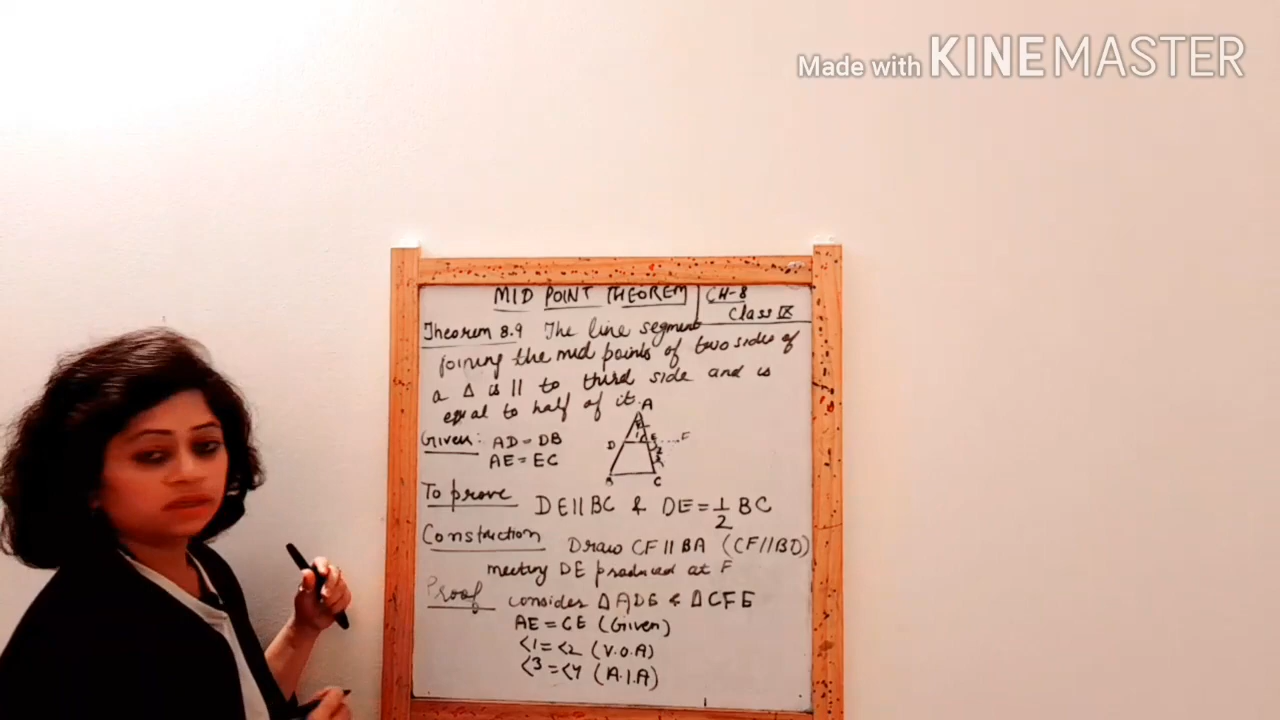 Made with KINEMASTER
MID POINT THEOREM
CH-8
Class IX
Theorem 8.9 The line segment
joining the mid points of two sides of
a Δ is || to third side and is
equal to half of it.
A
Given: AD = DB
D E F
AE = EC
B C
To prove DE||BC & DE = 1/2 BC
Construction Draw CF || BA (CF//BD)
meeting DE produced at F
Proof consider Δ ADE & Δ CFE
AE = CE (Given)
<1 = <2 (V.O.A)
<3 = <4 (A.I.A)